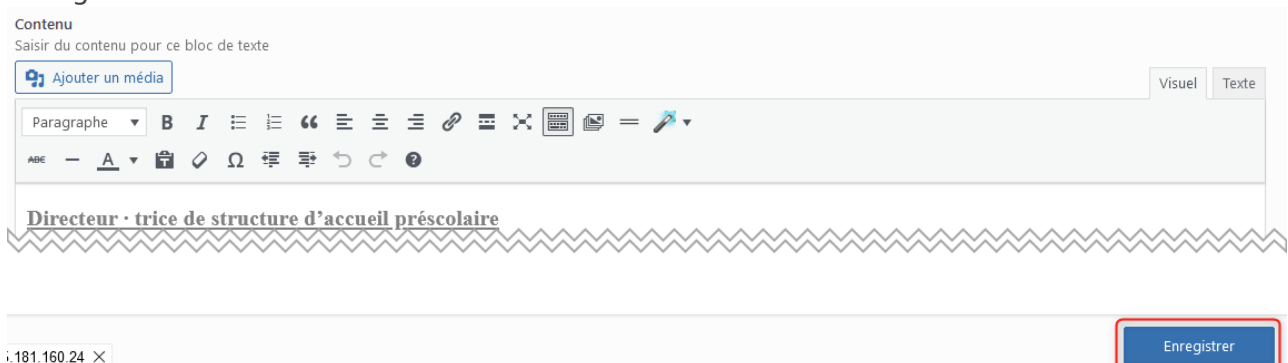 Contenu
Saisir du contenu pour ce bloc de texte
Ajouter un média
Visuel Texte
Paragraphe B I
ABE A Ω
Directeur · trice de structure d’accueil préscolaire
Enregistrer
.181.160.24 ×